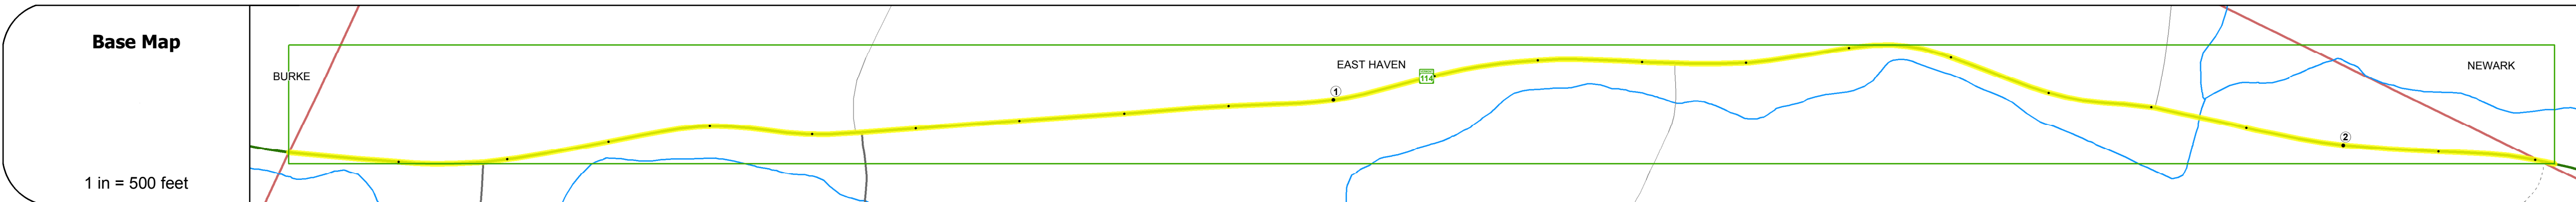 Base Map
1 in = 500 feet
BURKE
1
EAST HAVEN
114
2
NEWARK